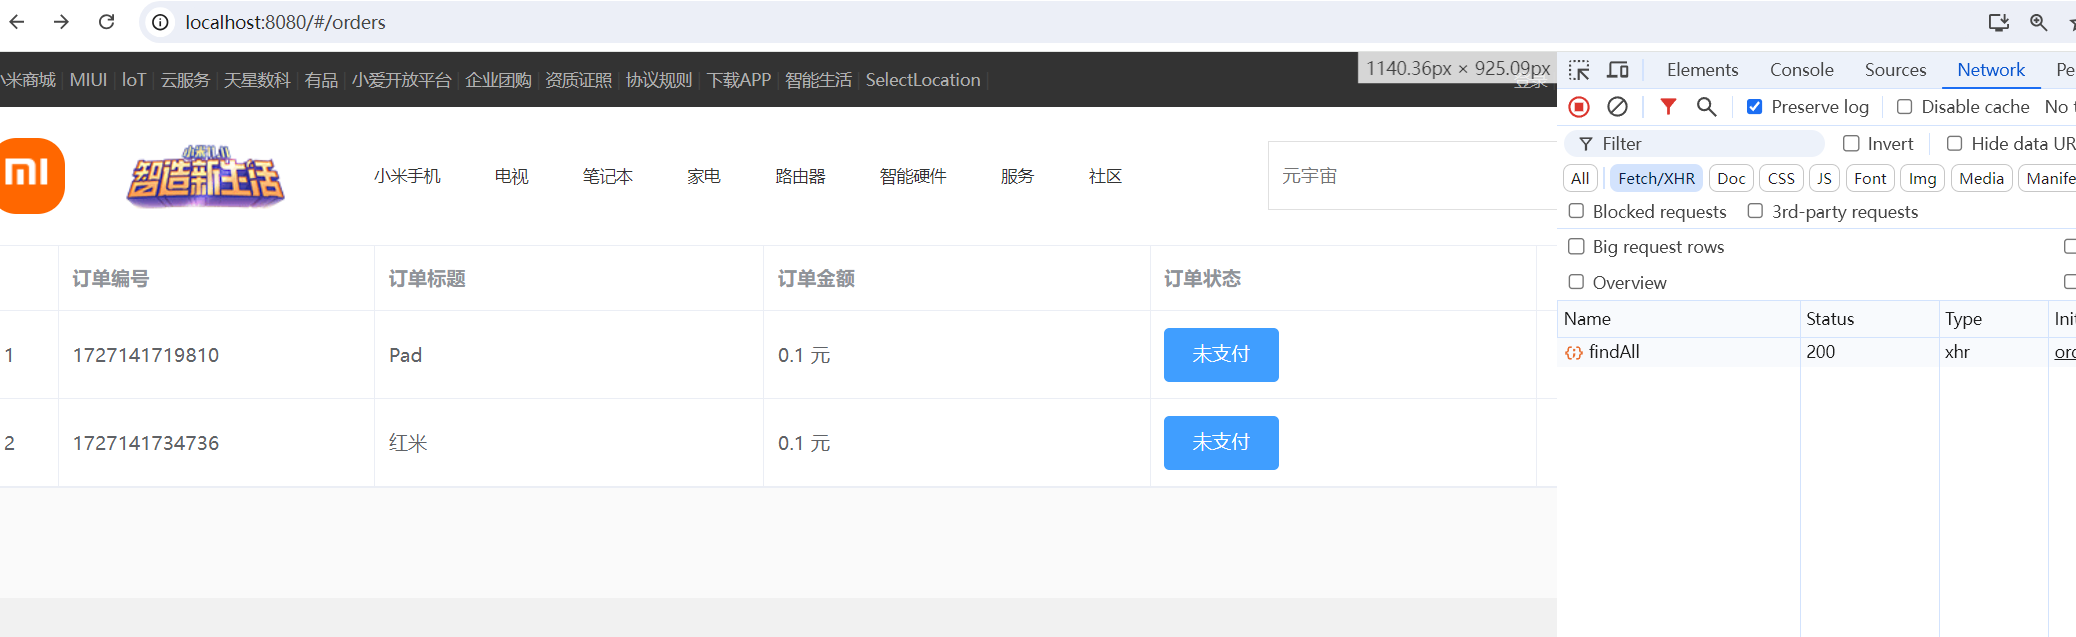 localhost:8080/#/orders
小米商城 MIUI loT 云服务 天星数科 有品 小爱开放平台 企业团购 资质证照 协议规则 下载APP 智能生活 SelectLocation 登录
1140.36px × 925.09px
Elements Console Sources Network Pe
Preserve log Disable cache No t
Filter Invert Hide data UR
All Fetch/XHR Doc CSS JS Font Img Media Manife
Blocked requests 3rd-party requests
Big request rows
Overview
Name Status Type Init
findAll 200 xhr ord
mi
小米11.11
智造新生活
小米手机 电视 笔记本 家电 路由器 智能硬件 服务 社区 元宇宙
订单编号 订单标题 订单金额 订单状态
1 1727141719810 Pad 0.1 元 未支付
2 1727141734736 红米 0.1 元 未支付